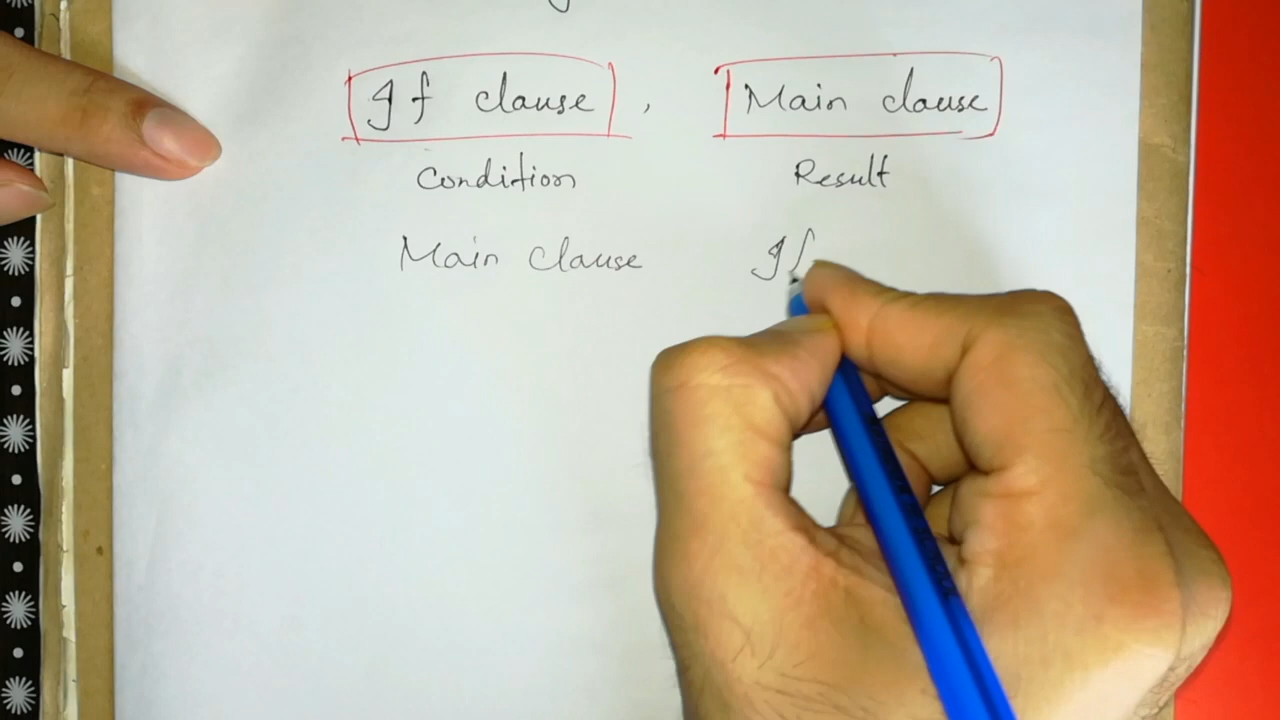 If clause , Main clause
Condition Result
Main clause If